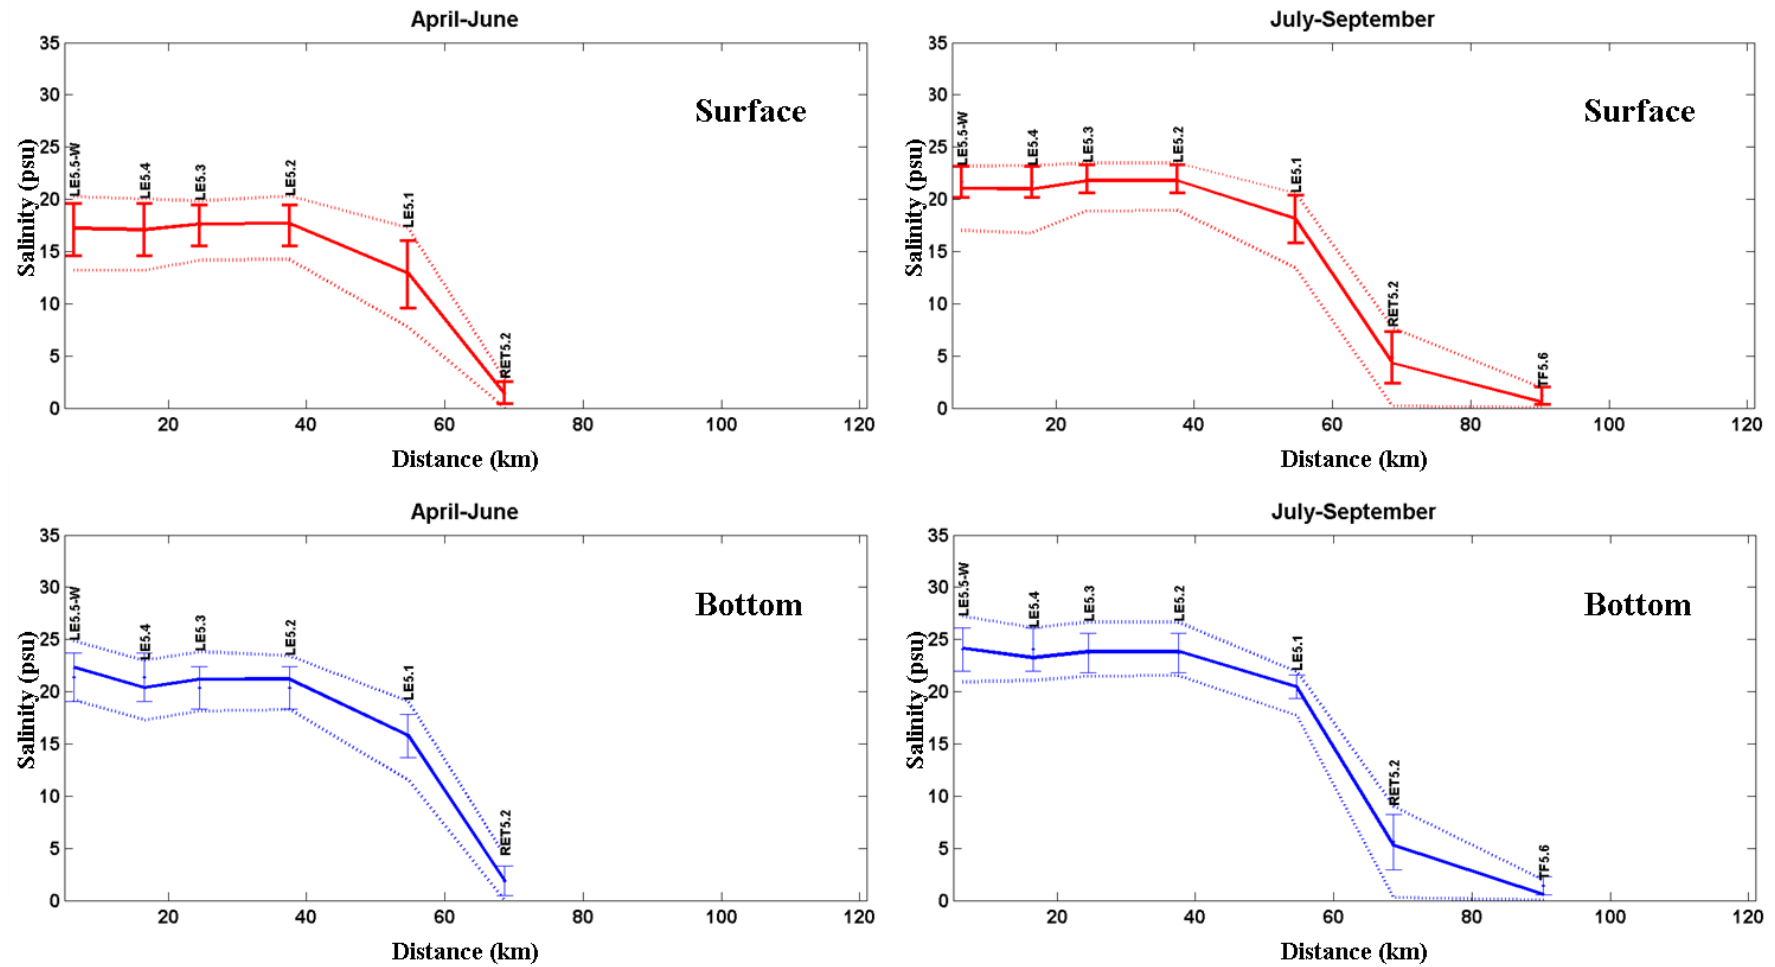 April-June
35
30
25
20
15
10
5
0
Salinity (psu)
Surface
LE5.5-W
LE5.4
LE5.3
LE5.2
LE5.1
RET5.2
20
40
60
80
100
120
Distance (km)
July-September
35
30
25
20
15
10
5
0
Salinity (psu)
Surface
LE5.5-W
LE5.4
LE5.3
LE5.2
LE5.1
RET5.2
TF5.6
20
40
60
80
100
120
Distance (km)
April-June
35
30
25
20
15
10
5
0
Salinity (psu)
Bottom
LE5.5-W
LE5.4
LE5.3
LE5.2
LE5.1
RET5.2
20
40
60
80
100
120
Distance (km)
July-September
35
30
25
20
15
10
5
0
Salinity (psu)
Bottom
LE5.5-W
LE5.4
LE5.3
LE5.2
LE5.1
RET5.2
TF5.6
20
40
60
80
100
120
Distance (km)